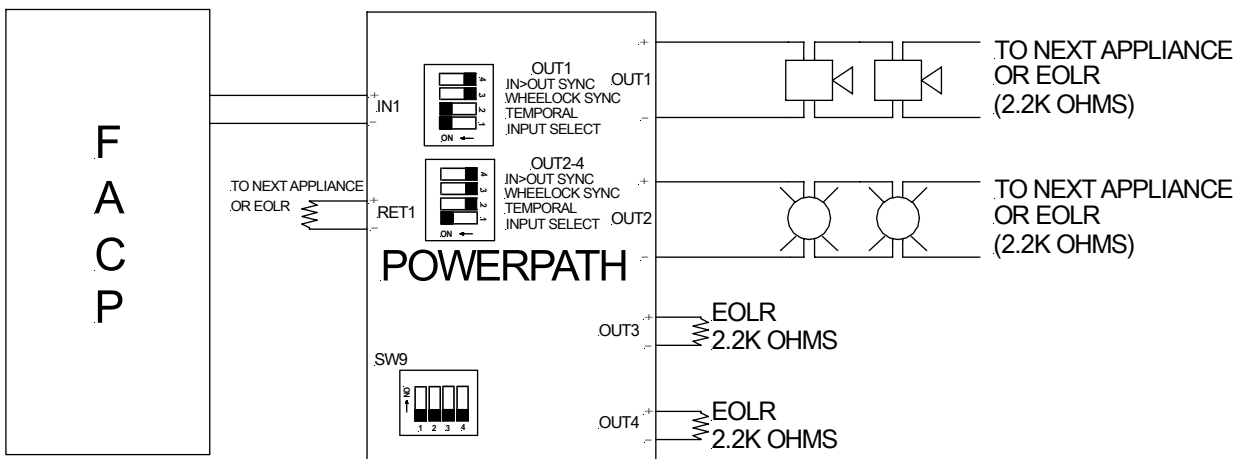 F
A
C
P
IN1
+
-
TO NEXT APPLIANCE
OR EOLR
+
RET1
-
OUT1
IN>OUT SYNC
WHEELOCK SYNC
TEMPORAL
INPUT SELECT
4
3
2
1
ON
OUT2-4
IN>OUT SYNC
WHEELOCK SYNC
TEMPORAL
INPUT SELECT
4
3
2
1
ON
POWERPATH
SW9
ON
1 2 3 4
+
OUT1
-
TO NEXT APPLIANCE
OR EOLR
(2.2K OHMS)
+
OUT2
-
TO NEXT APPLIANCE
OR EOLR
(2.2K OHMS)
+
OUT3
-
EOLR
2.2K OHMS
+
OUT4
-
EOLR
2.2K OHMS